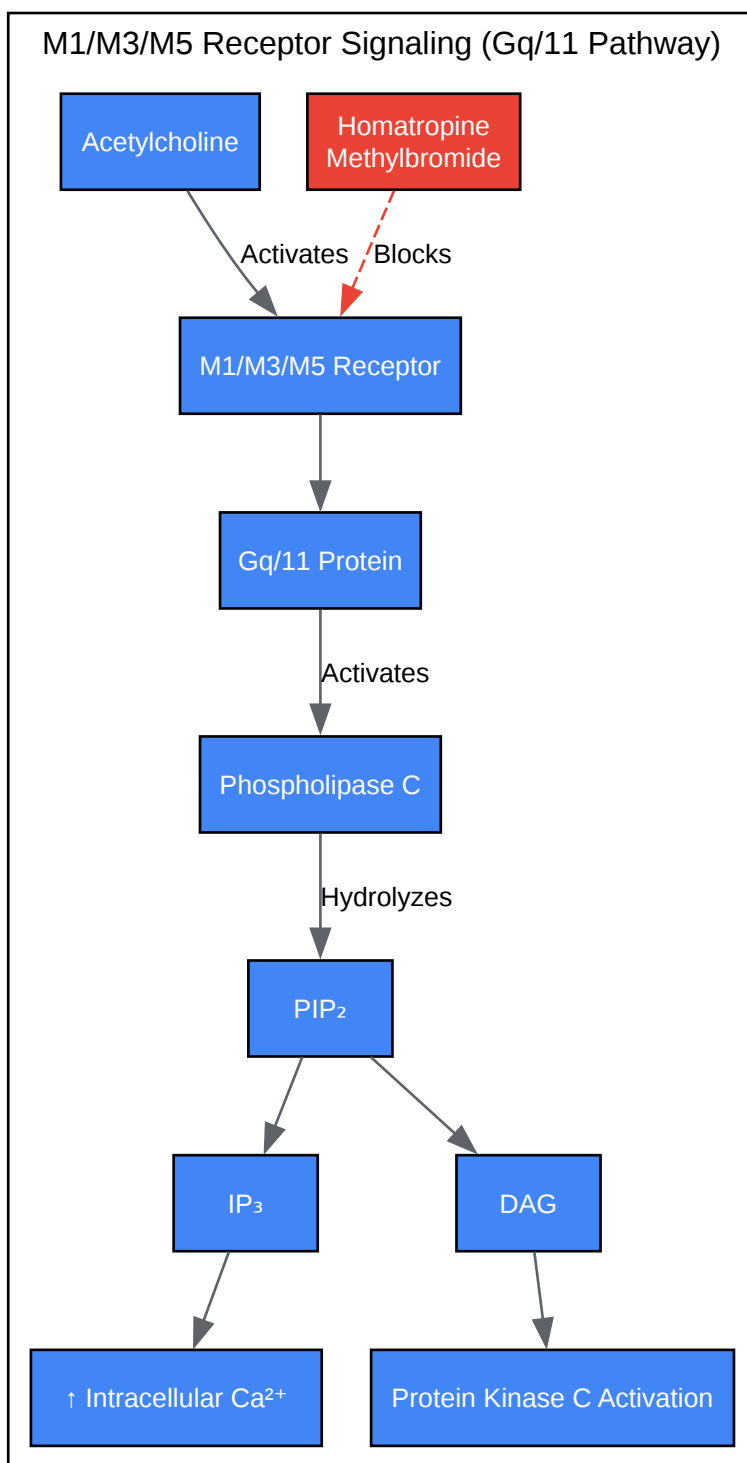 M1/M3/M5 Receptor Signaling (Gq/11 Pathway)
Acetylcholine
Homatropine
Methylbromide
Activates
Blocks
M1/M3/M5 Receptor
Gq/11 Protein
Activates
Phospholipase C
Hydrolyzes
PIP₂
IP₃
DAG
↑ Intracellular Ca²⁺
Protein Kinase C Activation